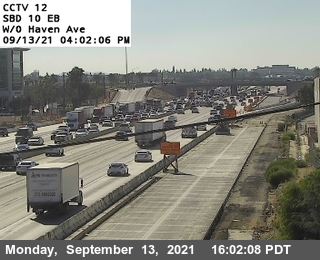 CCTV 12
SBD 10 EB
W/O Haven Ave
09/13/21 04:02:06 PM
Monday, September 13, 2021 16:02:08 PDT